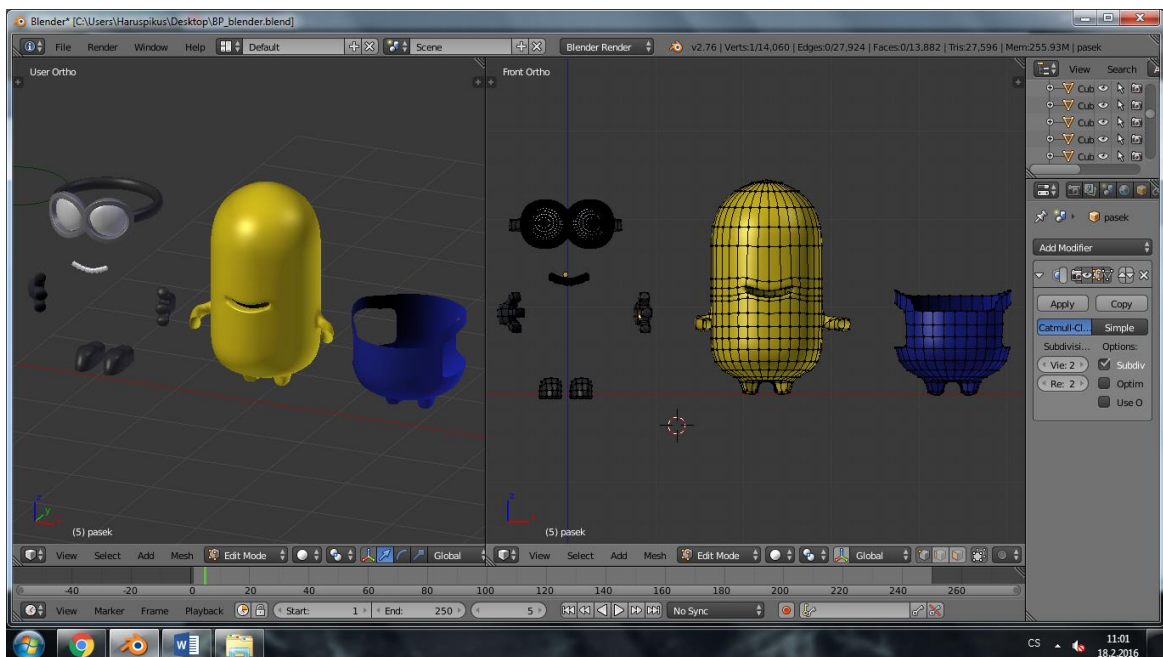 Blender* [C:\Users\Haruspikus\Desktop\BP_blender.blend]
File Render Window Help Default Scene Blender Render v2.76 | Verts:1/14,060 | Edges:0/27,924 | Faces:0/13,882 | Tris:27,596 | Mem:255.93M | pasek
User Ortho
Front Ortho
View Search A
Cub
Cub
Cub
Cub
Cub
pasek
Add Modifier
Apply Copy
Catmull-Cl... Simple
Subdivisi... Options:
Vie: 2 Subdiv
Re: 2 Optim
Use O
z
y
z
(5) pasek
(5) pasek
View Select Add Mesh Edit Mode Global
View Select Add Mesh Edit Mode Global
-40 -20 0 20 40 60 80 100 120 140 160 180 200 220 240 260
View Marker Frame Playback Start: 1 End: 250 5 No Sync
CS 11:01
18.2.2016